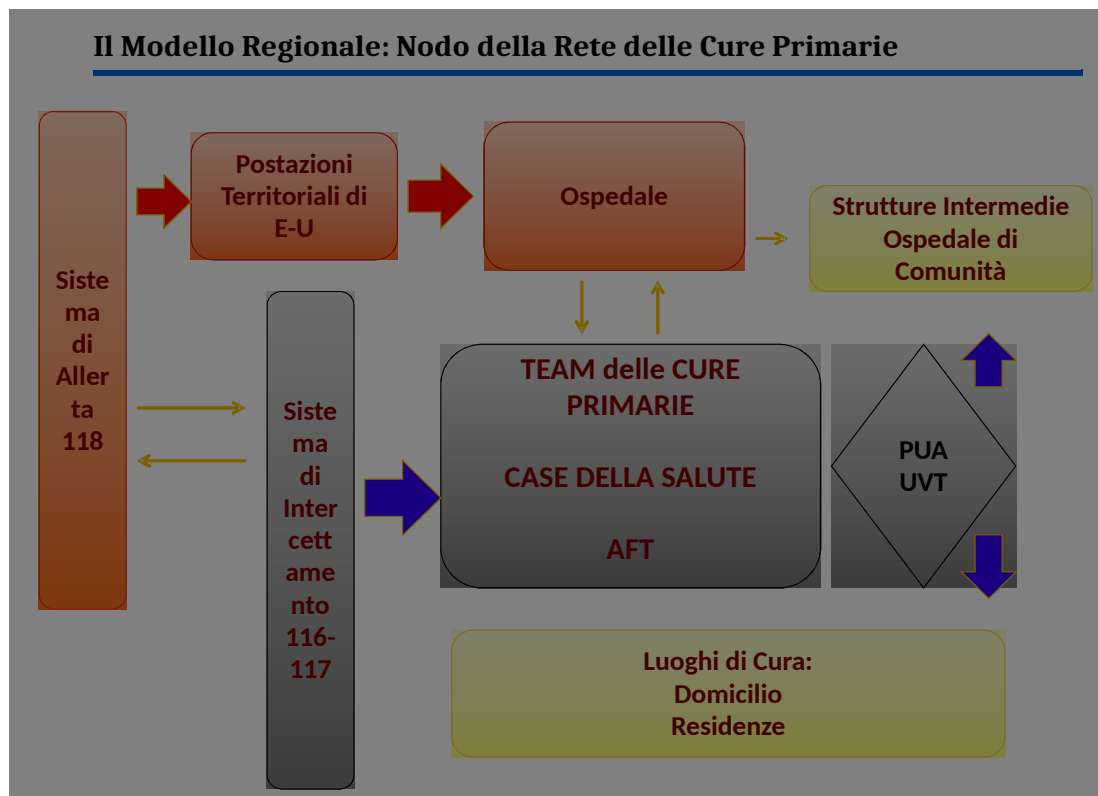 Il Modello Regionale: Nodo della Rete delle Cure Primarie
Siste
ma
di
Aller
ta
118
Postazioni
Territoriali di
E-U
Ospedale
Strutture Intermedie
Ospedale di
Comunità
Siste
ma
di
Inter
cett
ame
nto
116-
117
TEAM delle CURE
PRIMARIE
CASE DELLA SALUTE
AFT
PUA
UVT
Luoghi di Cura:
Domicilio
Residenze